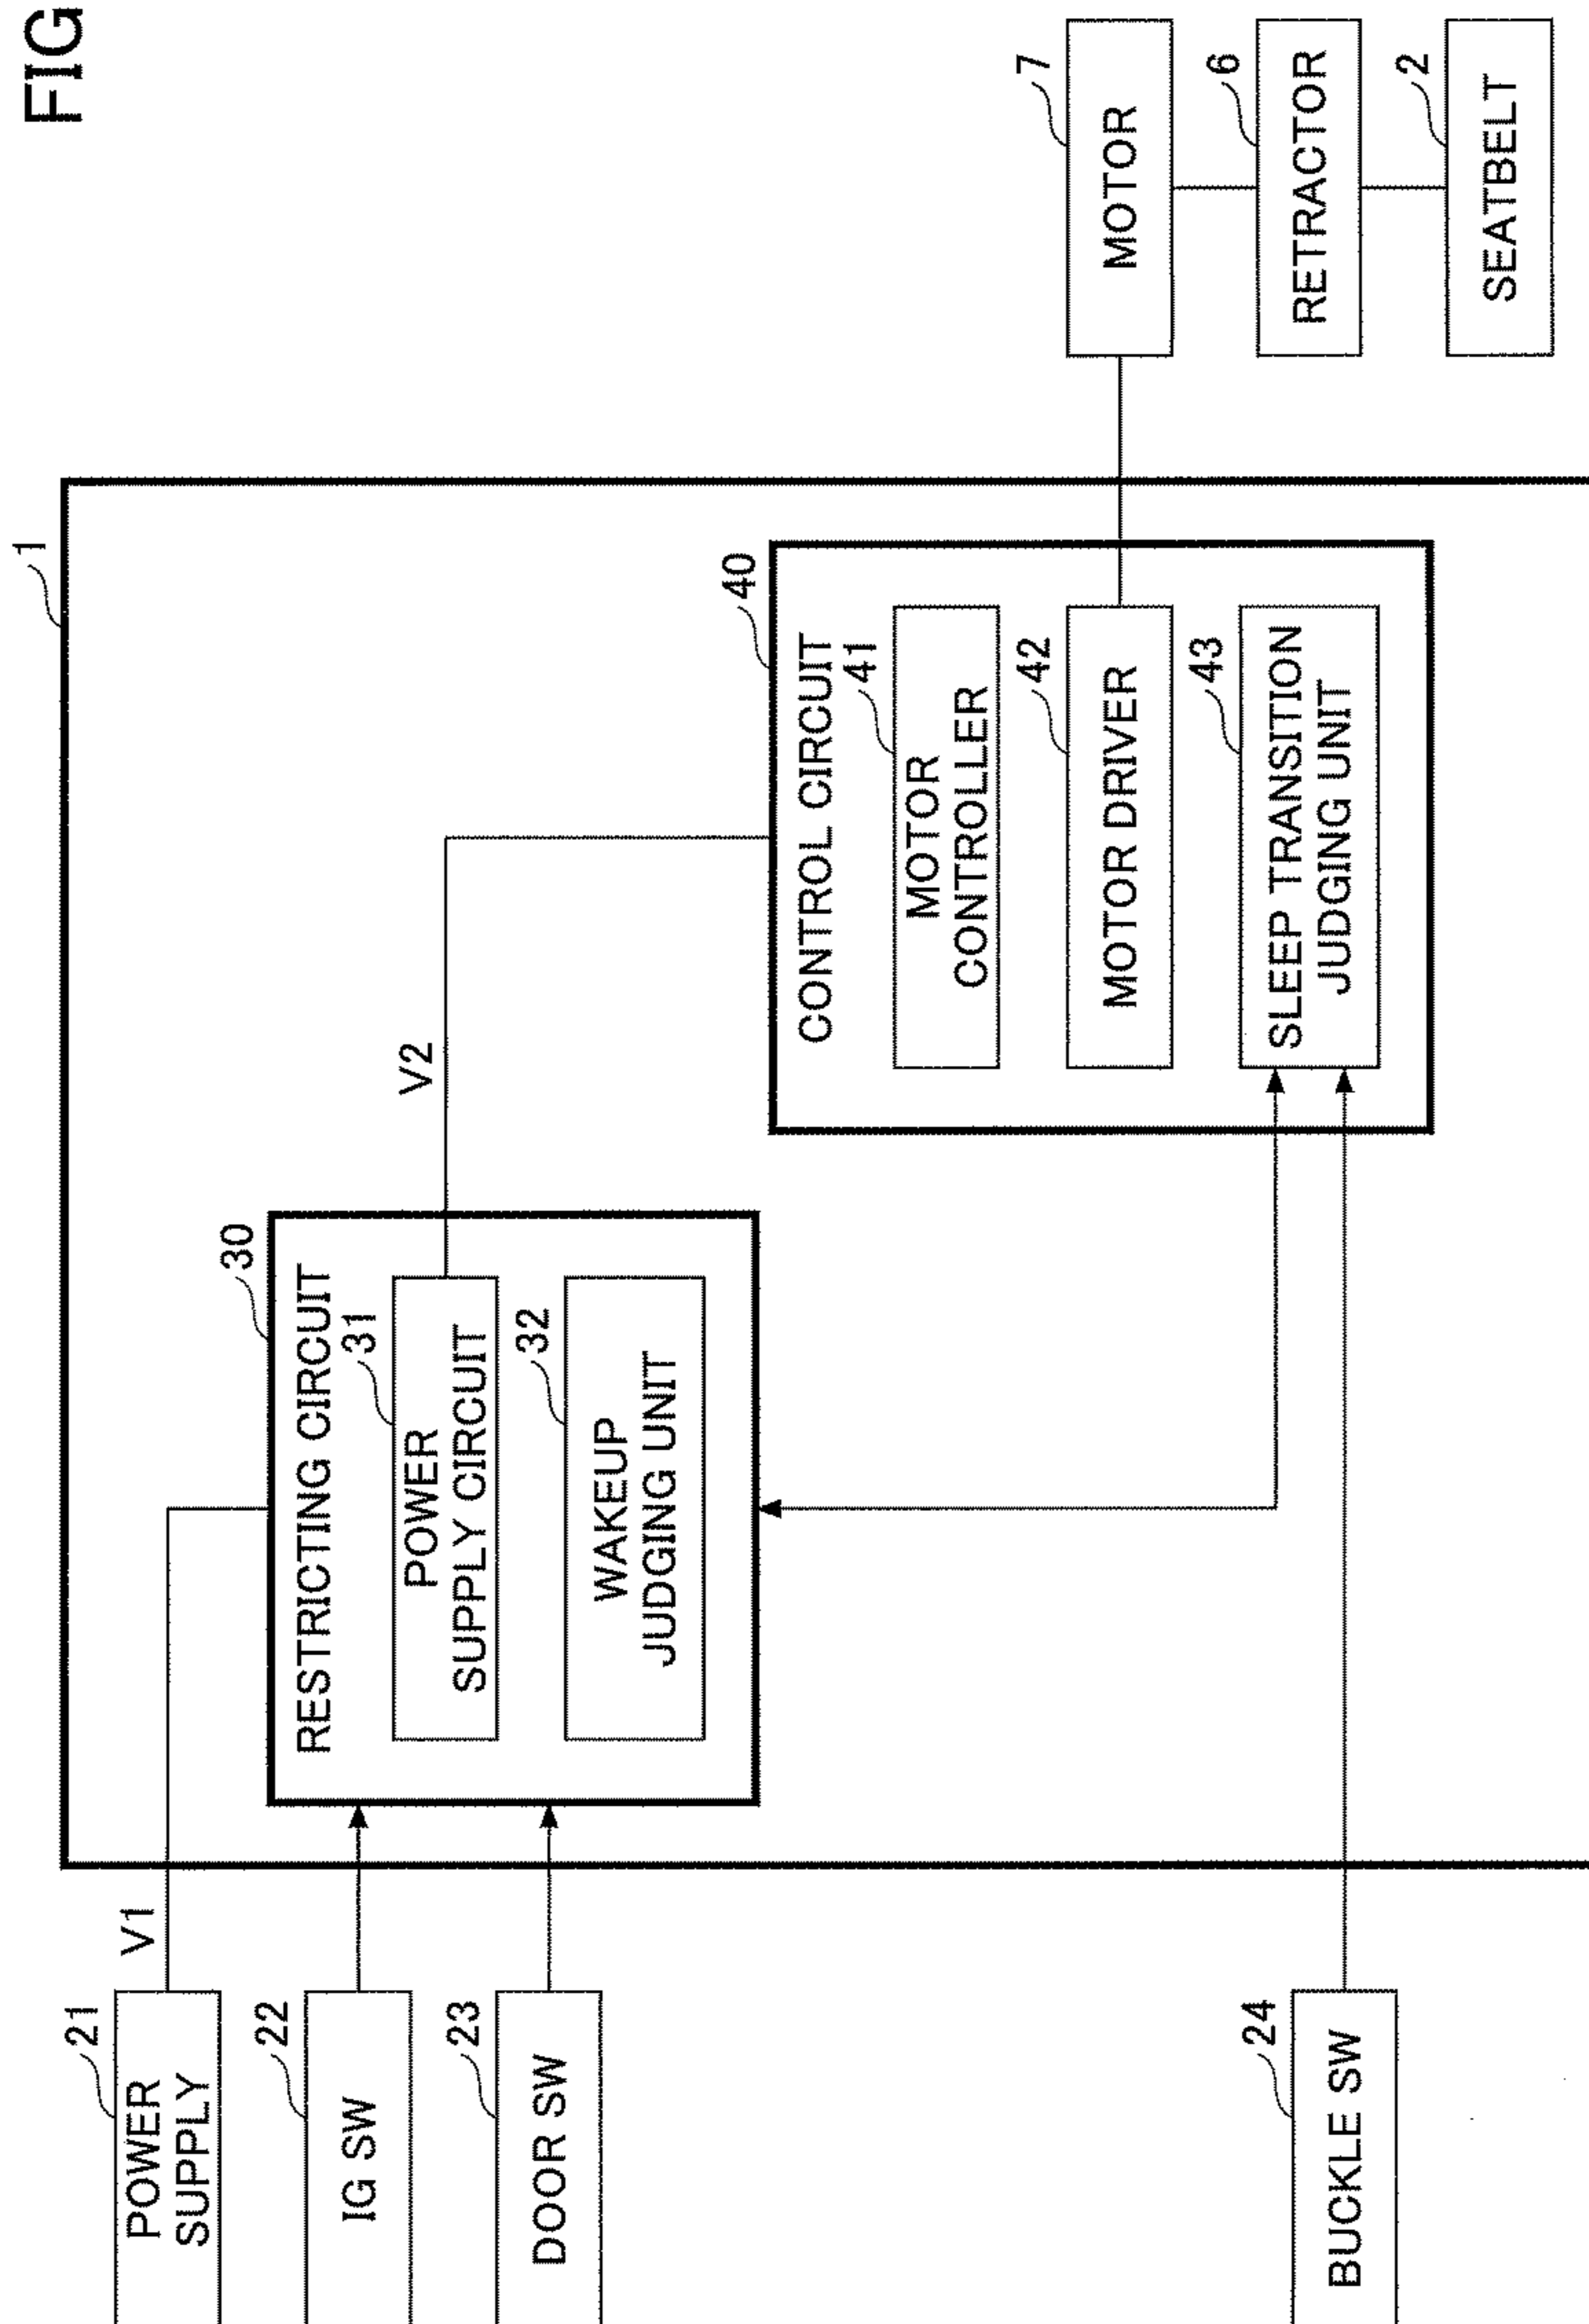 FIG
1
21
POWER
SUPPLY
V1
22
IG SW
23
DOOR SW
24
BUCKLE SW
30
RESTRICTING CIRCUIT
31
POWER
SUPPLY CIRCUIT
32
WAKEUP
JUDGING UNIT
V2
40
CONTROL CIRCUIT
41
MOTOR
CONTROLLER
42
MOTOR DRIVER
43
SLEEP TRANSITION
JUDGING UNIT
7
MOTOR
6
RETRACTOR
2
SEATBELT